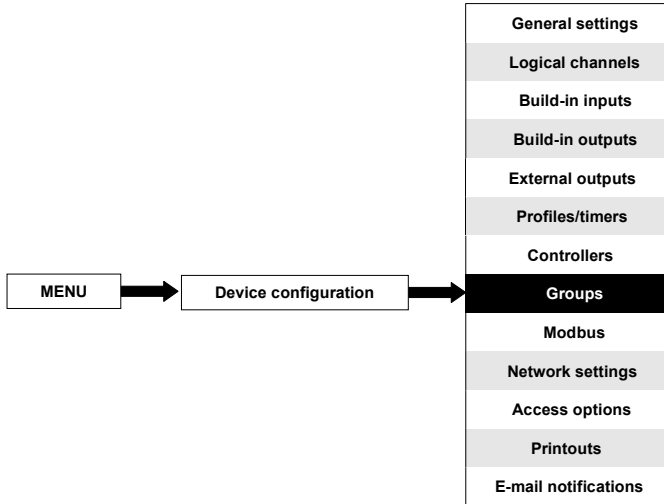 General settings
Logical channels
Build-in inputs
Build-in outputs
External outputs
Profiles/timers
Controllers
MENU
Device configuration
Groups
Modbus
Network settings
Access options
Printouts
E-mail notifications